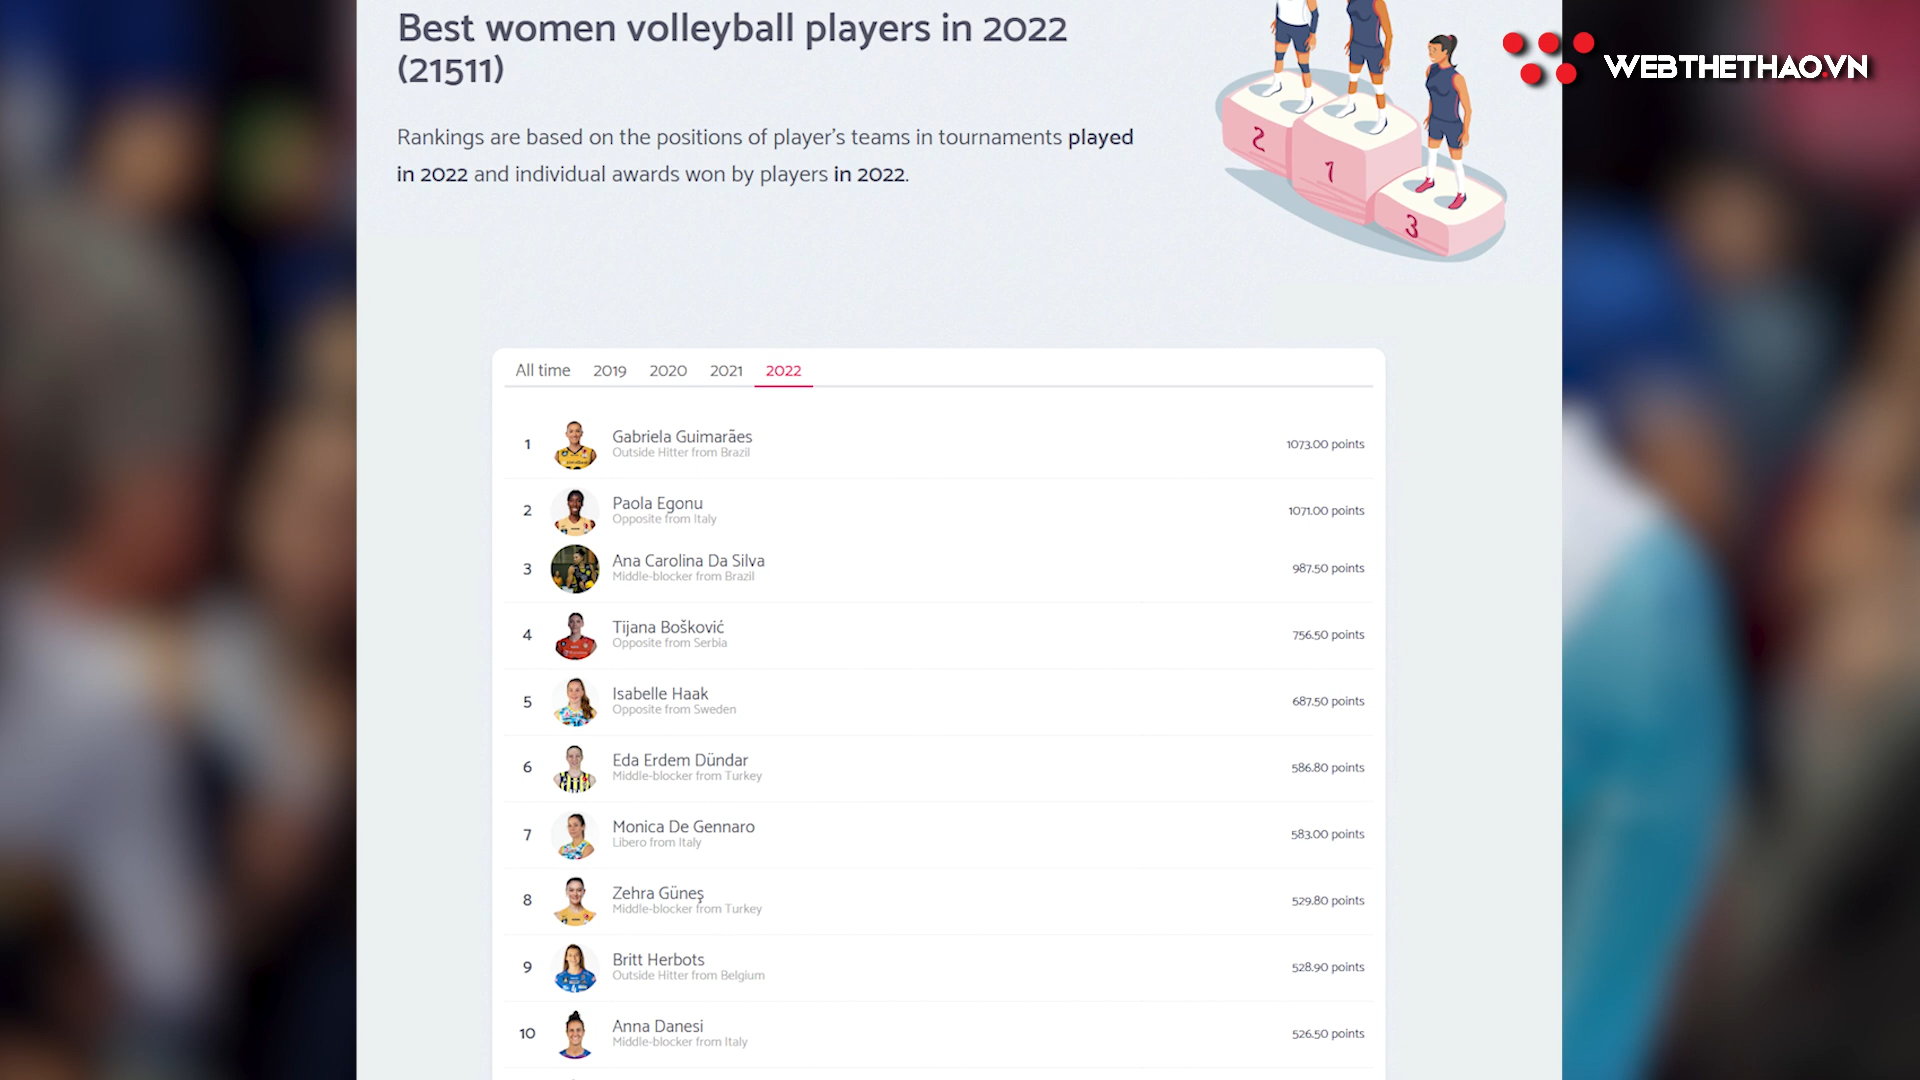 Best women volleyball players in 2022
(21511)
Rankings are based on the positions of player's teams in tournaments played
in 2022 and individual awards won by players in 2022.
2
1
3
WEBTHETHAO.VN
All time 2019 2020 2021 2022
1 Gabriela Guimarães 1073.00 points
Outside Hitter from Brazil
2 Paola Egonu 1071.00 points
Opposite from Italy
3 Ana Carolina Da Silva 987.50 points
Middle-blocker from Brazil
4 Tijana Bošković 756.50 points
Opposite from Serbia
5 Isabelle Haak 687.50 points
Opposite from Sweden
6 Eda Erdem Dündar 586.80 points
Middle-blocker from Turkey
7 Monica De Gennaro 583.00 points
Libero from Italy
8 Zehra Güneş 529.80 points
Middle-blocker from Turkey
9 Britt Herbots 528.90 points
Outside Hitter from Belgium
10 Anna Danesi 526.50 points
Middle-blocker from Italy